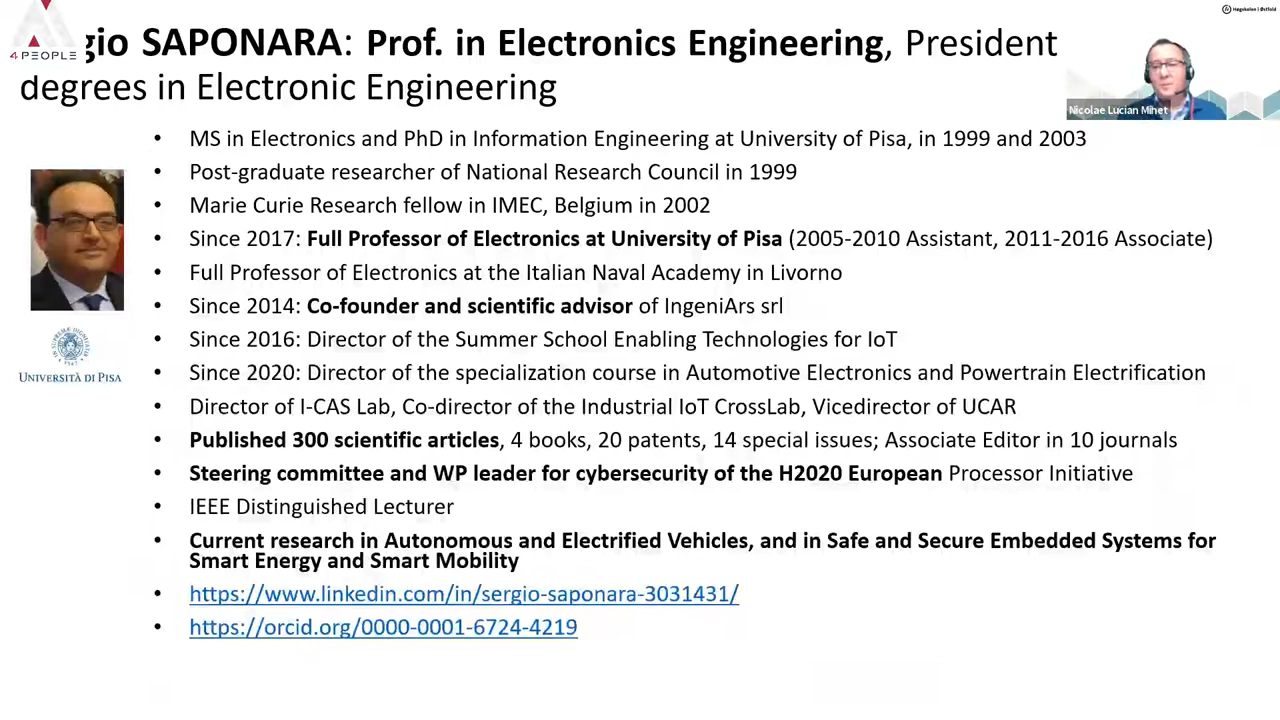 Høgskolen i Østfold
4PEOPLE
gio SAPONARA: Prof. in Electronics Engineering, President
degrees in Electronic Engineering
Nicolae Lucian Mihet
• MS in Electronics and PhD in Information Engineering at University of Pisa, in 1999 and 2003
• Post-graduate researcher of National Research Council in 1999
• Marie Curie Research fellow in IMEC, Belgium in 2002
• Since 2017: Full Professor of Electronics at University of Pisa (2005-2010 Assistant, 2011-2016 Associate)
• Full Professor of Electronics at the Italian Naval Academy in Livorno
• Since 2014: Co-founder and scientific advisor of IngeniArs srl
• Since 2016: Director of the Summer School Enabling Technologies for IoT
• Since 2020: Director of the specialization course in Automotive Electronics and Powertrain Electrification
• Director of I-CAS Lab, Co-director of the Industrial IoT CrossLab, Vicedirector of UCAR
• Published 300 scientific articles, 4 books, 20 patents, 14 special issues; Associate Editor in 10 journals
• Steering committee and WP leader for cybersecurity of the H2020 European Processor Initiative
• IEEE Distinguished Lecturer
• Current research in Autonomous and Electrified Vehicles, and in Safe and Secure Embedded Systems for
Smart Energy and Smart Mobility
• https://www.linkedin.com/in/sergio-saponara-3031431/
• https://orcid.org/0000-0001-6724-4219
UNIVERSITÀ DI PISA